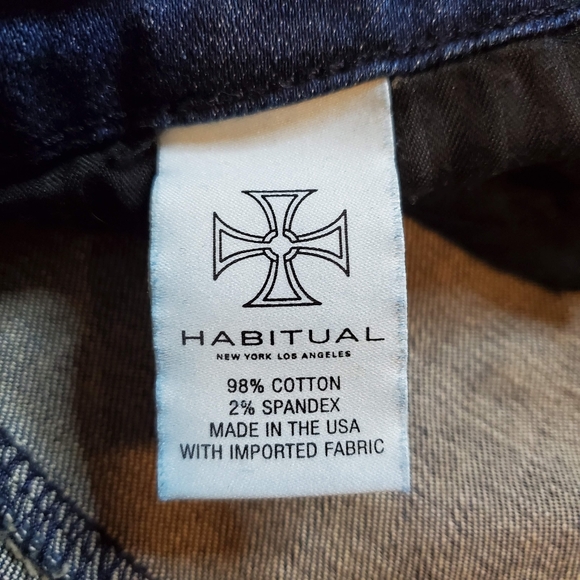 HABITUAL
NEW YORK LOS ANGELES
98% COTTON
2% SPANDEX
MADE IN THE USA
WITH IMPORTED FABRIC